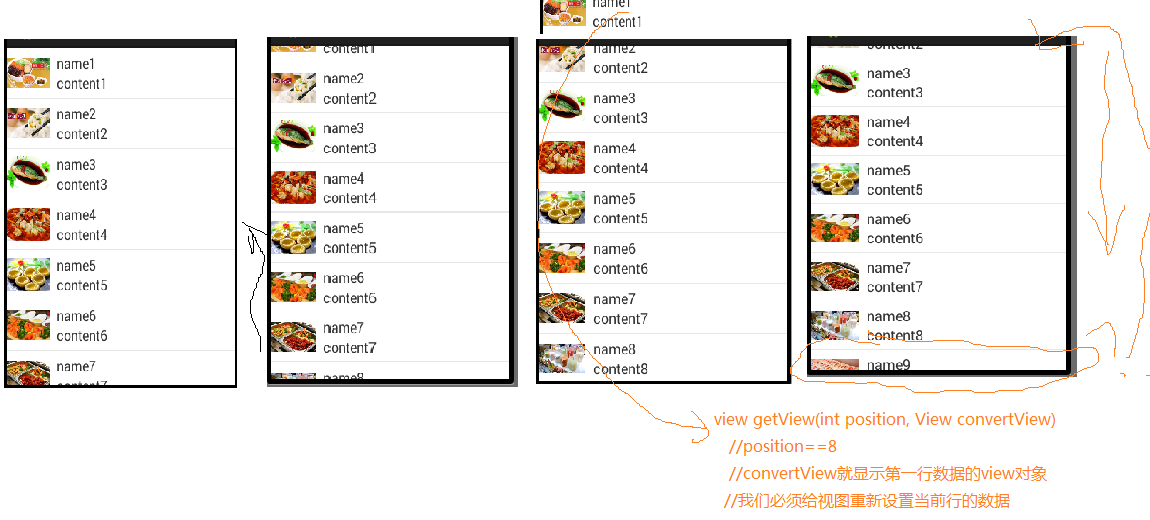 name1
content1
name2
content2
name3
content3
name4
content4
name5
content5
name6
content6
name7
content7
content1
name2
content2
name3
content3
name4
content4
name5
content5
name6
content6
name7
content7
name8
name1
content1
name2
content2
name3
content3
name4
content4
name5
content5
name6
content6
name7
content7
name8
content8
content2
name3
content3
name4
content4
name5
content5
name6
content6
name7
content7
name8
content8
name9
view getView(int position, View convertView)
//position==8
//convertView就显示第一行数据的view对象
//我们必须给视图重新设置当前行的数据